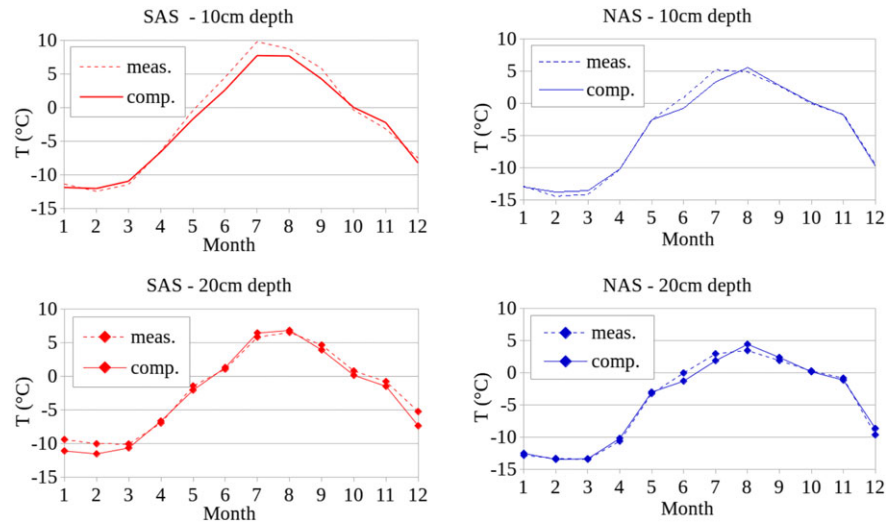 SAS - 10cm depth
10
5
0
-5
-10
-15
T (°C)
meas.
comp.
1 2 3 4 5 6 7 8 9 10 11 12
Month
NAS - 10cm depth
10
5
0
-5
-10
-15
T (°C)
meas.
comp.
1 2 3 4 5 6 7 8 9 10 11 12
Month
SAS - 20cm depth
10
5
0
-5
-10
-15
T (°C)
meas.
comp.
1 2 3 4 5 6 7 8 9 10 11 12
Month
NAS - 20cm depth
10
5
0
-5
-10
-15
T (°C)
meas.
comp.
1 2 3 4 5 6 7 8 9 10 11 12
Month